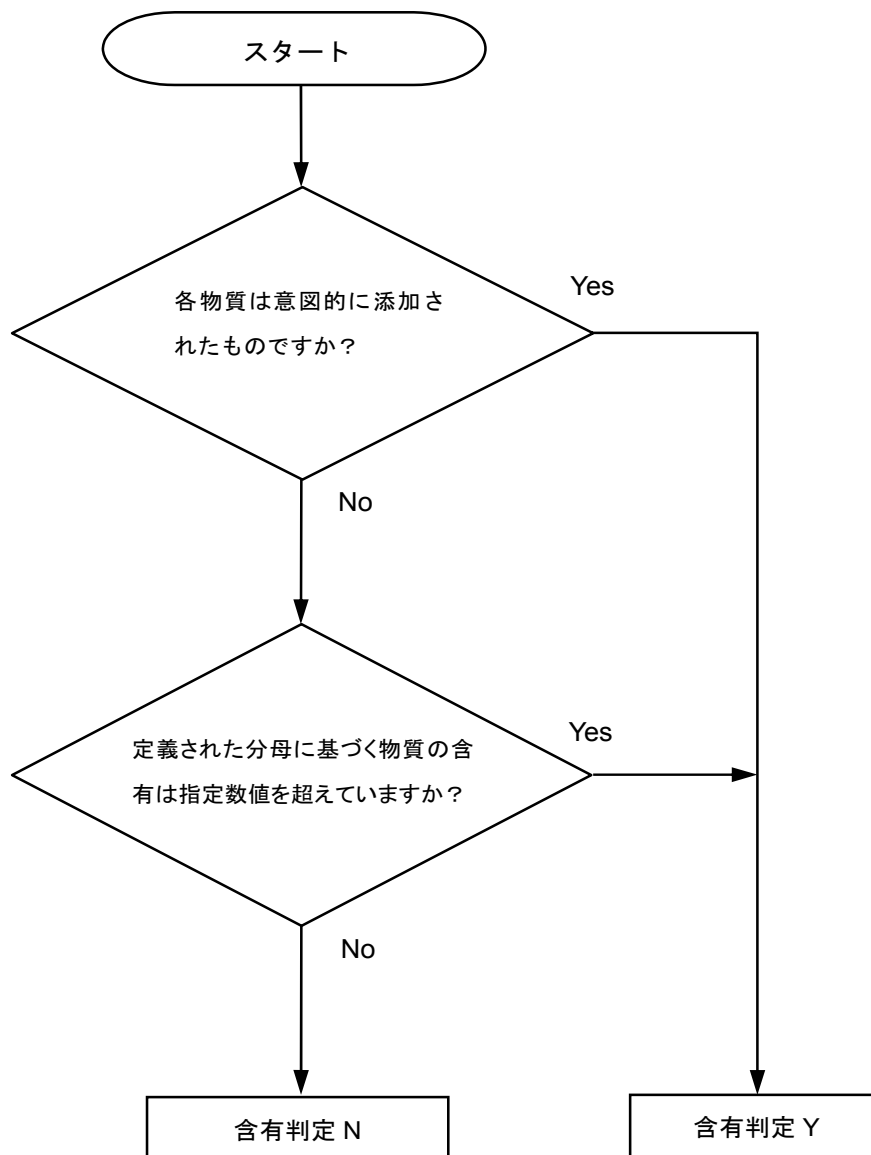 スタート
各物質は意図的に添加さ
れたものですか？
Yes
No
定義された分母に基づく物質の含
有は指定数値を超えていますか？
Yes
No
含有判定 N
含有判定 Y